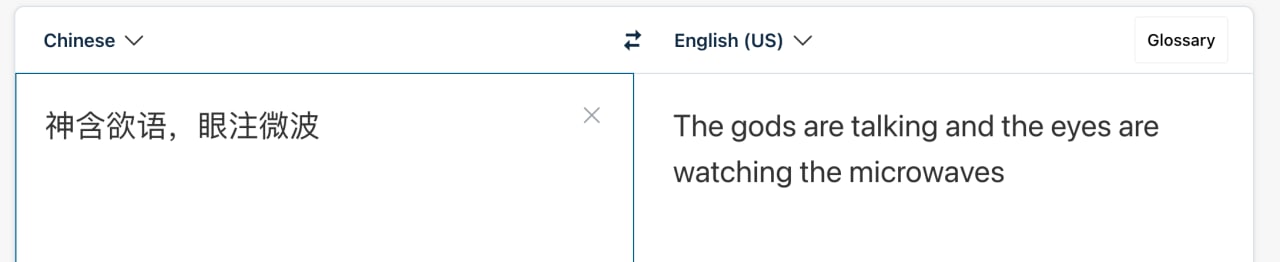 Chinese
English (US)
Glossary
神含欲语，眼注微波
The gods are talking and the eyes are
watching the microwaves